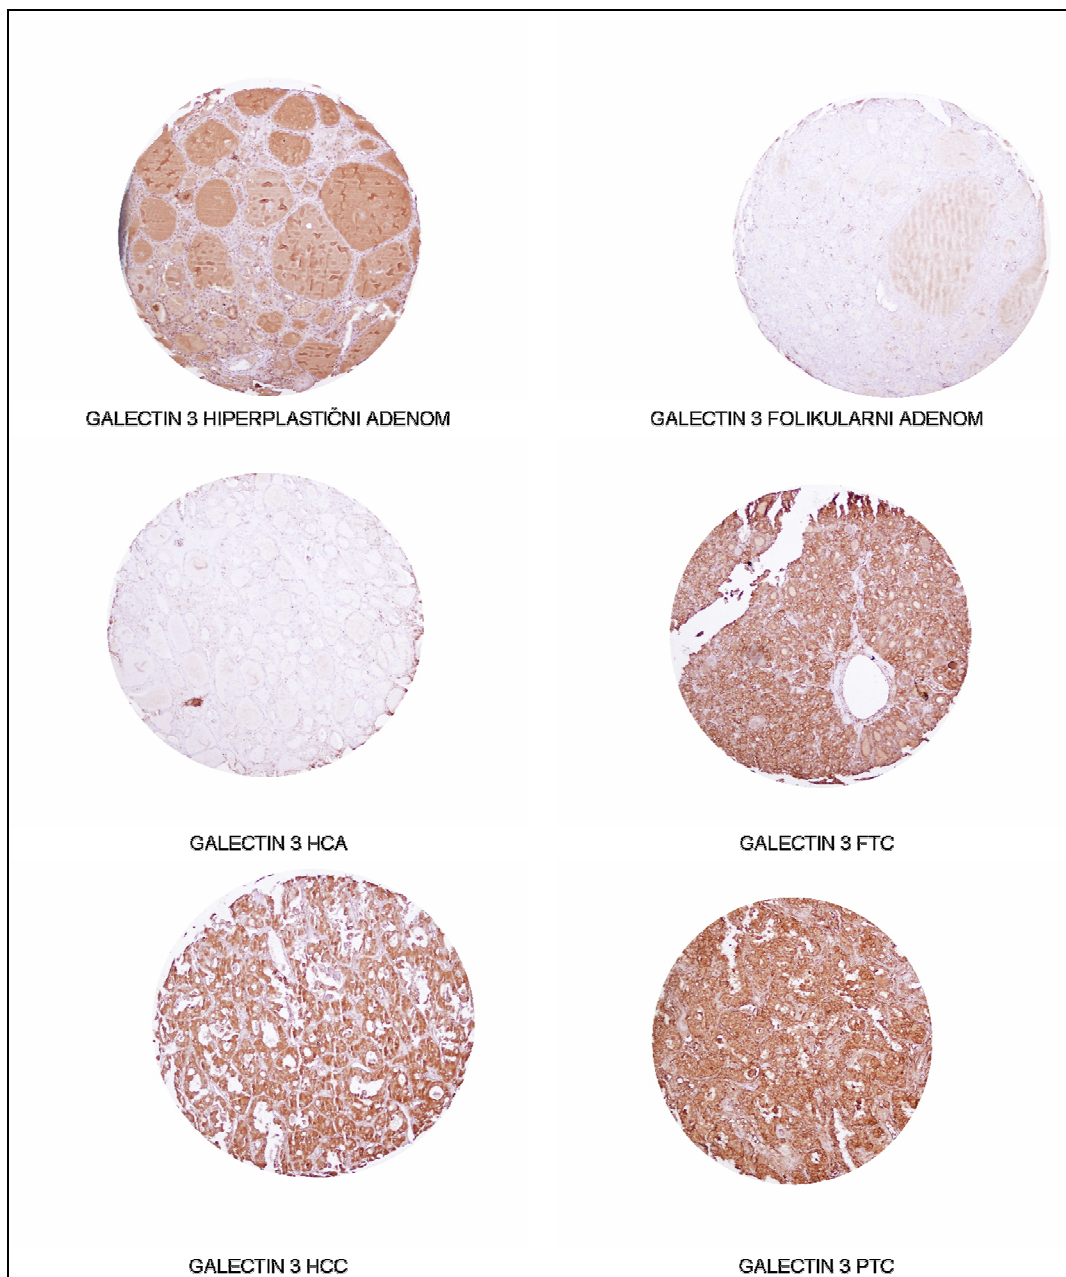 GALECTIN 3 HIPERPLASTIČNI ADENOM
GALECTIN 3 FOLIKULARNI ADENOM
GALECTIN 3 HCA
GALECTIN 3 FTC
GALECTIN 3 HCC
GALECTIN 3 PTC